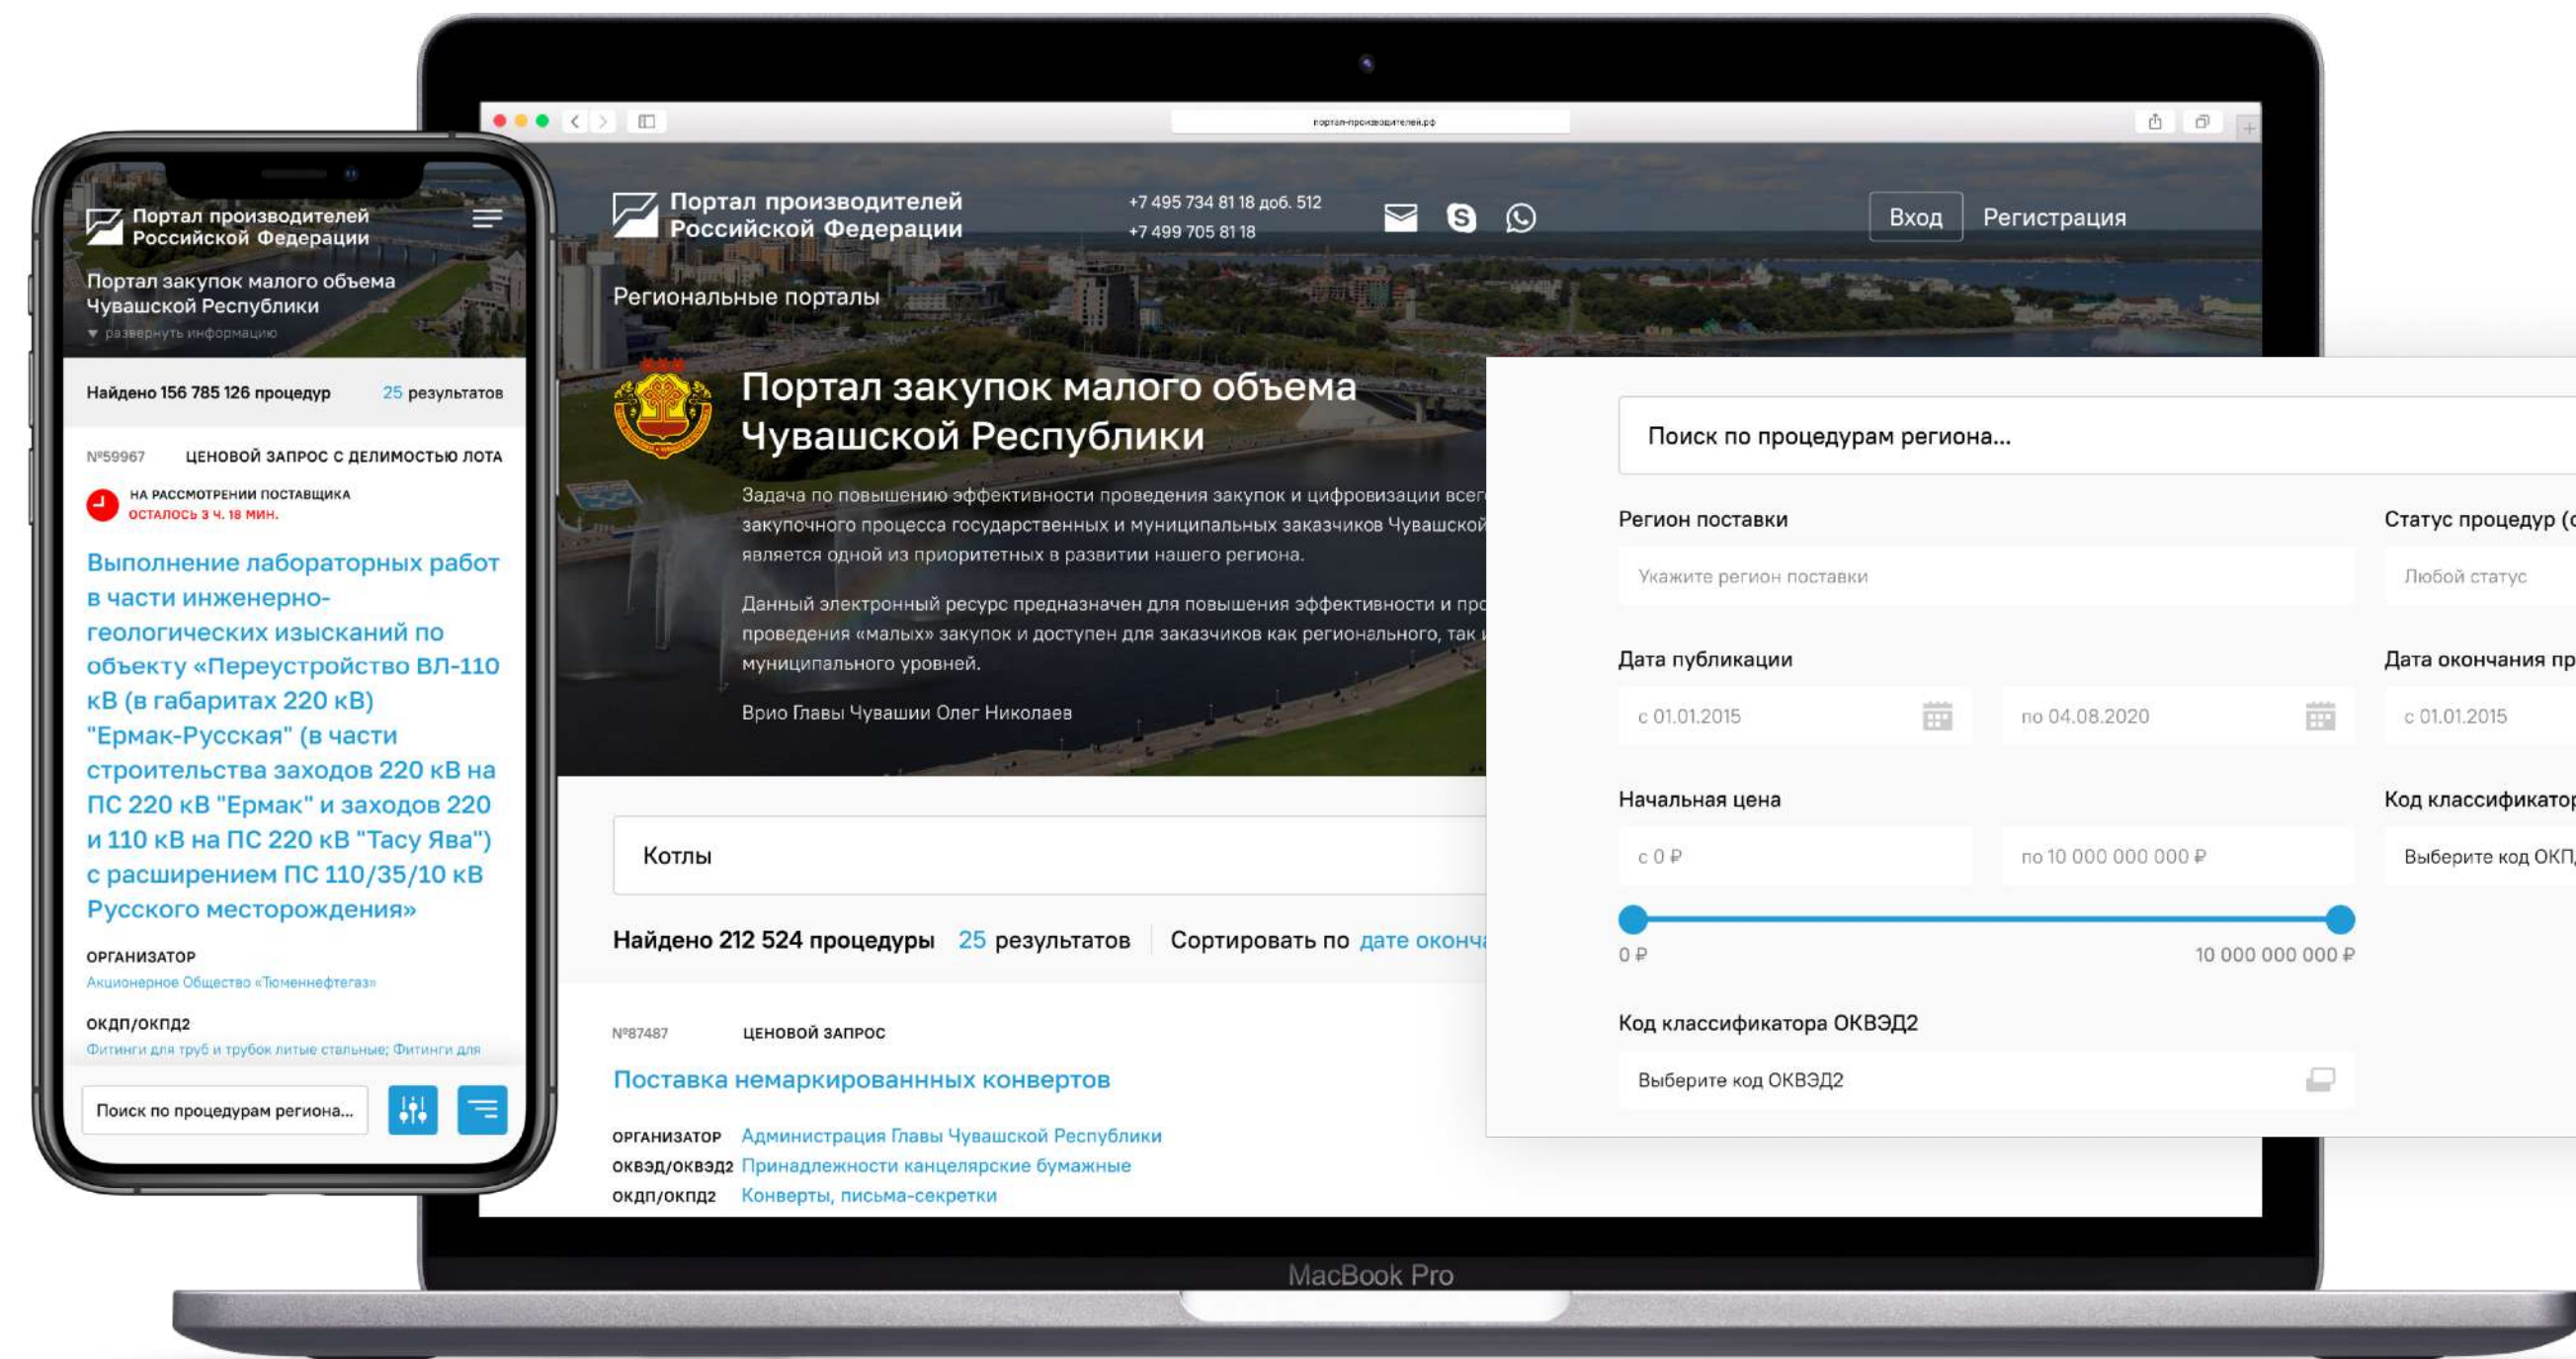 Портал производителей
Российской Федерации
Портал закупок малого объема
Чувашской Республики
развернуть информацию
Найдено 156 785 126 процедур 25 результатов
№59967 ЦЕНОВОЙ ЗАПРОС С ДЕЛИМОСТЬЮ ЛОТА
НА РАССМОТРЕНИИ ПОСТАВЩИКА
ОСТАЛОСЬ 3 Ч. 18 МИН.
Выполнение лабораторных работ
в части инженерно-
геологических изысканий по
объекту «Переустройство ВЛ-110
кВ (в габаритах 220 кВ)
"Ермак-Русская" (в части
строительства заходов 220 кВ на
ПС 220 кВ "Ермак" и заходов 220
и 110 кВ на ПС 220 кВ "Тасу Ява")
с расширением ПС 110/35/10 кВ
Русского месторождения»
ОРГАНИЗАТОР
Акционерное Общество «Тюменнефтегаз»
ОКДП/ОКПД2
Фитинги для труб и трубок литые стальные; Фитинги для
Поиск по процедурам региона...
портал-производителей.рф
Портал производителей
Российской Федерации
+7 495 734 81 18 доб. 512
+7 499 705 81 18
Вход Регистрация
Региональные порталы
Портал закупок малого объема
Чувашской Республики
Задача по повышению эффективности проведения закупок и цифровизации всег
закупочного процесса государственных и муниципальных заказчиков Чувашской
является одной из приоритетных в развитии нашего региона.
Данный электронный ресурс предназначен для повышения эффективности и про
проведения «малых» закупок и доступен для заказчиков как регионального, так и
муниципального уровней.
Врио Главы Чувашии Олег Николаев
Котлы
Найдено 212 524 процедуры 25 результатов Сортировать по дате оконча
№87487 ЦЕНОВОЙ ЗАПРОС
Поставка немаркированнных конвертов
ОРГАНИЗАТОР Администрация Главы Чувашской Республики
ОКВЭД/ОКВЭД2 Принадлежности канцелярские бумажные
ОКДП/ОКПД2 Конверты, письма-секретки
Поиск по процедурам региона...
Регион поставки Статус процедур (
Укажите регион поставки Любой статус
Дата публикации Дата окончания пр
с 01.01.2015 по 04.08.2020 с 01.01.2015
Начальная цена Код классификатор
с 0 ₽ по 10 000 000 000 ₽ Выберите код ОКП
0 ₽ 10 000 000 000 ₽
Код классификатора ОКВЭД2
Выберите код ОКВЭД2
MacBook Pro